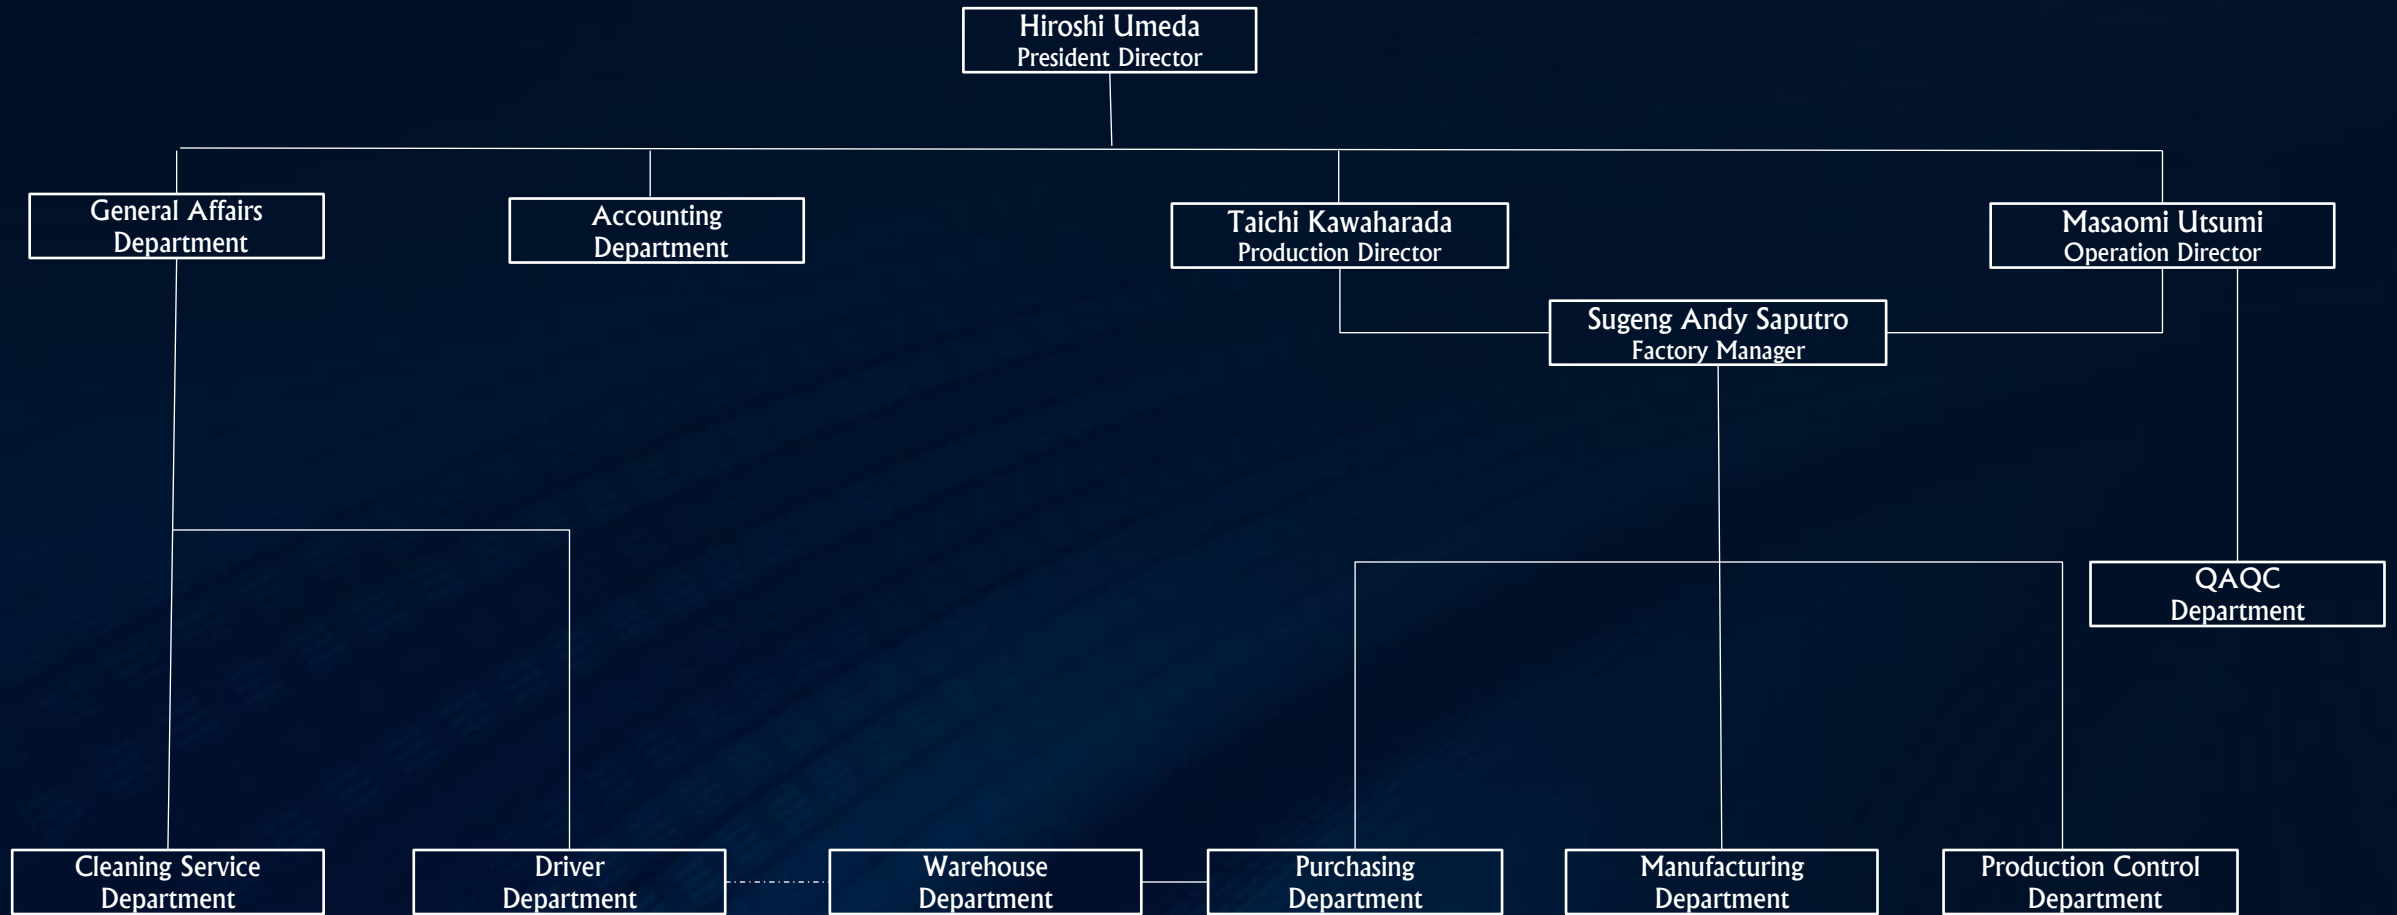 Hiroshi Umeda
President Director
General Affairs
Department
Accounting
Department
Taichi Kawaharada
Production Director
Masaomi Utsumi
Operation Director
Sugeng Andy Saputro
Factory Manager
QAQC
Department
Cleaning Service
Department
Driver
Department
Warehouse
Department
Purchasing
Department
Manufacturing
Department
Production Control
Department